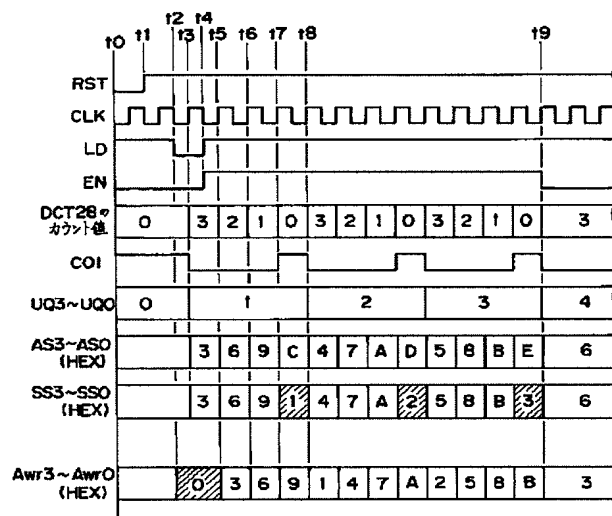 t0 t1 t2 t3 t4 t5 t6 t7 t8 t9
RST
CLK
LD
EN
DCT28の
カウント値 0 3 2 1 0 3 2 1 0 3 2 1 0 3
COI
UQ3~UQ0 0 1 2 3 4
AS3~AS0
(HEX) 3 6 9 C 4 7 A D 5 8 B E 6
SS3~SS0
(HEX) 3 6 9 1 4 7 A 2 5 8 B 3 6
Awr3~Awr0
(HEX) 0 3 6 9 1 4 7 A 2 5 8 B 3